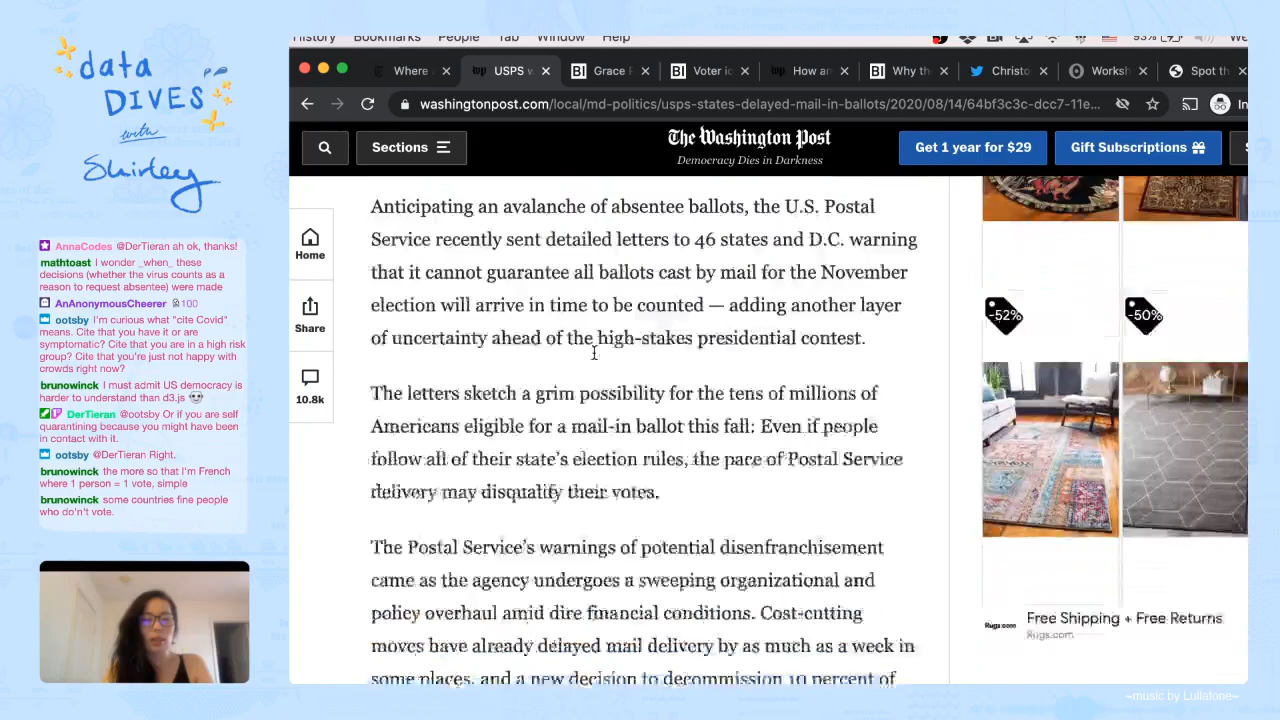 data
DIVES
with
Shirley
AnnaCodes @DerTieran ah ok, thanks!
mathtoast I wonder _when_ these
decisions (whether the virus counts as a
reason to request absentee) were made
AnAnonymousCheerer 100
ootsby I'm curious what "cite Covid"
means. Cite that you have it or are
symptomatic? Cite that you are in a high risk
group? Cite that you're just not happy with
crowds right now?
brunowinck I must admit US democracy is
harder to understand than d3.js
DerTieran @ootsby Or if you are self
quarantining because you might have been
in contact with it.
ootsby @DerTieran Right.
brunowinck the more so that I'm French
where 1 person = 1 vote, simple
brunowinck some countries fine people
who do'n't vote.
History Bookmarks People Tab Window Help 93%
Where USPS w Grace Voter i How an Why the Christo Worksh Spot th
washingtonpost.com/local/md-politics/usps-states-delayed-mail-in-ballots/2020/08/14/64bf3c3c-dcc7-11e... In
Sections
The Washington Post
Democracy Dies in Darkness
Get 1 year for $29
Gift Subscriptions
Home
Share
10.8k
Anticipating an avalanche of absentee ballots, the U.S. Postal
Service recently sent detailed letters to 46 states and D.C. warning
that it cannot guarantee all ballots cast by mail for the November
election will arrive in time to be counted — adding another layer
of uncertainty ahead of the high-stakes presidential contest.
The letters sketch a grim possibility for the tens of millions of
Americans eligible for a mail-in ballot this fall: Even if people
follow all of their state's election rules, the pace of Postal Service
delivery may disqualify their votes.
The Postal Service's warnings of potential disenfranchisement
came as the agency undergoes a sweeping organizational and
policy overhaul amid dire financial conditions. Cost-cutting
moves have already delayed mail delivery by as much as a week in
some places, and a new decision to decommission 10 percent of
-52%
-50%
Rugs.com
Free Shipping + Free Returns
Rugs.com
~music by Lullatone~